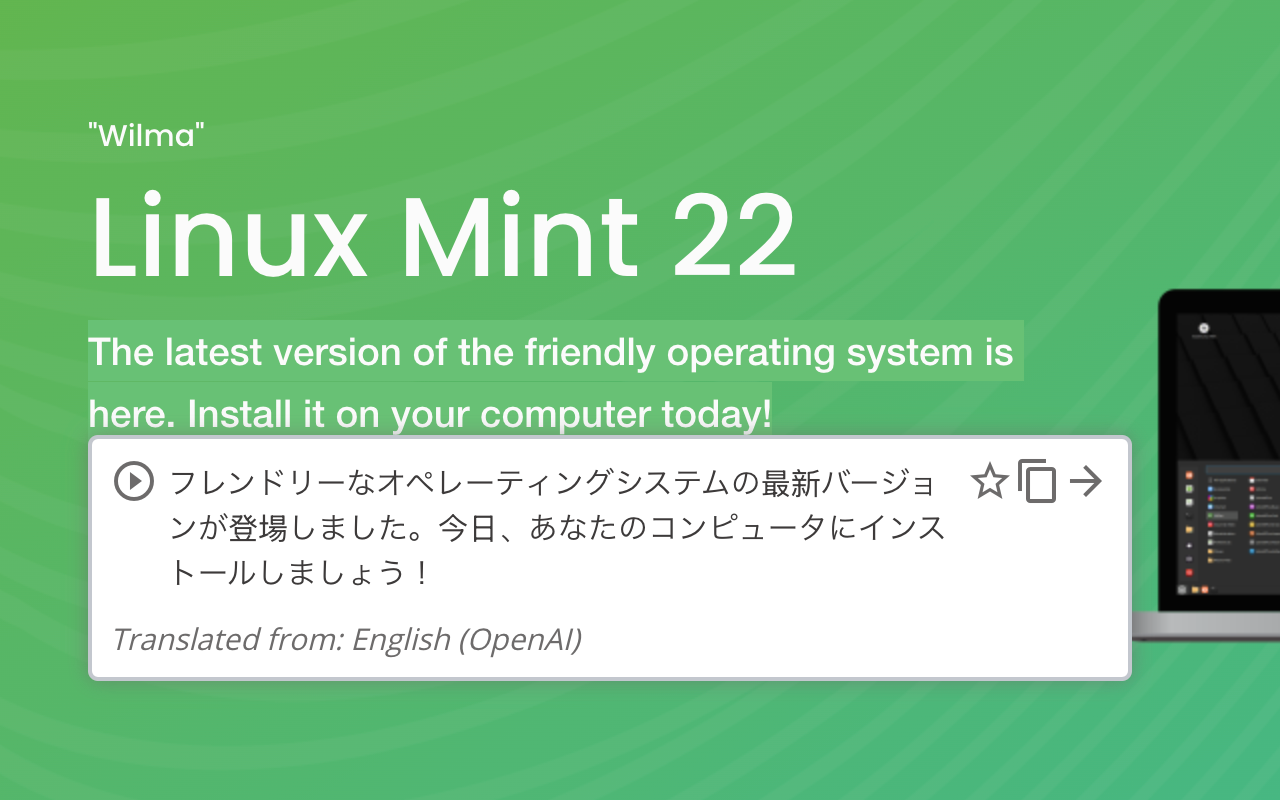 "Wilma"
Linux Mint 22
The latest version of the friendly operating system is
here. Install it on your computer today!
フレンドリーなオペレーティングシステムの最新バージョ
ンが登場しました。今日、あなたのコンピュータにインス
トールしましょう！
Translated from: English (OpenAI)